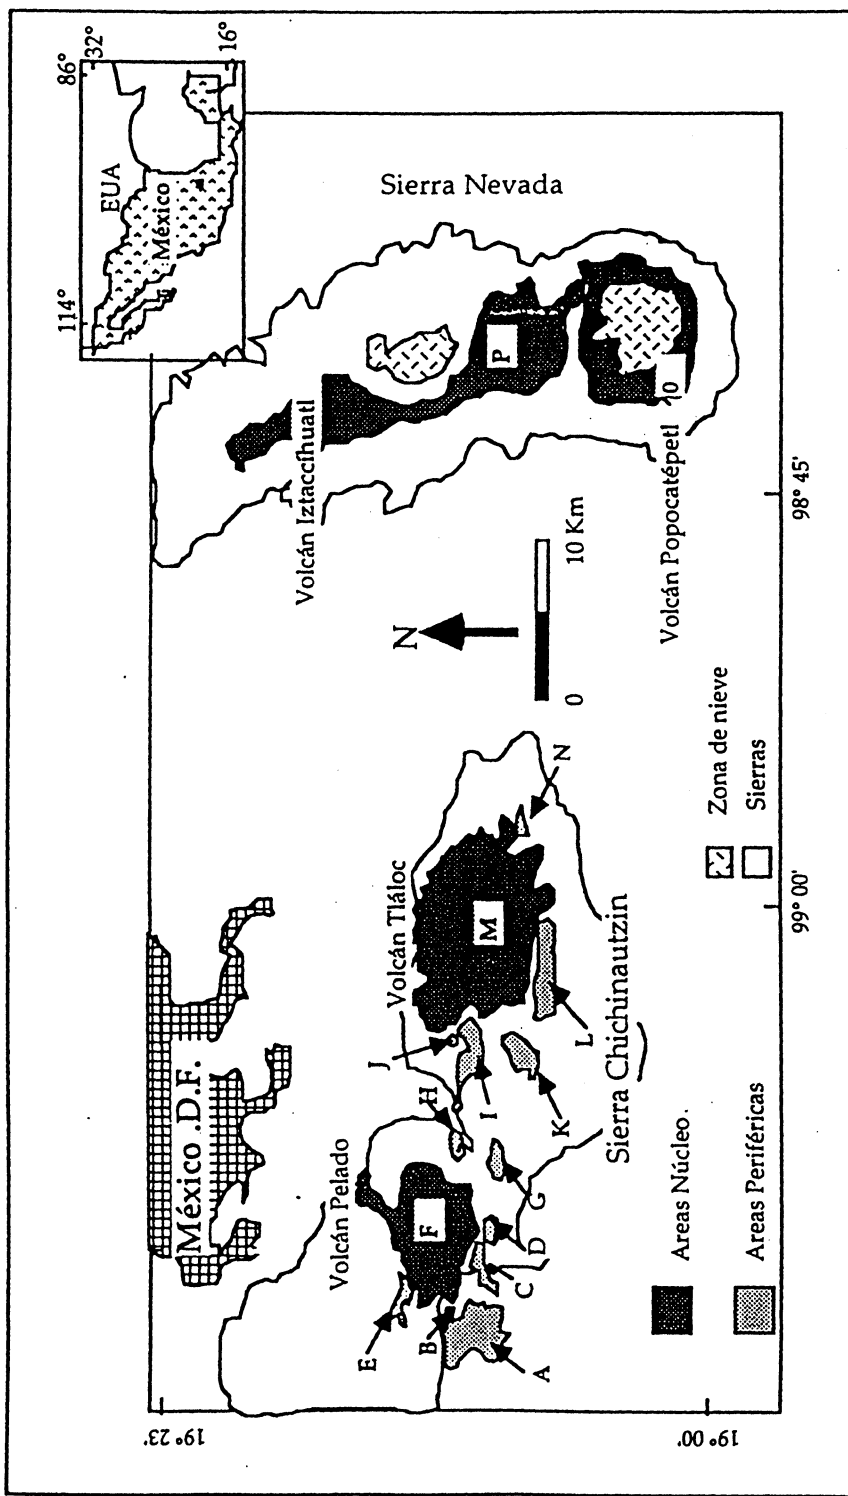 86°
32°
16°
114°
EUA
México
México .D.F.
Sierra Nevada
Volcán Iztaccíhuatl
P
Volcán Popocatépetl
N
0
10 Km
Volcán Pelado
Volcán Tláloc
E
F
B
A
C
D
G
H
I
J
K
L
M
N
Sierra Chichinautzin
Areas Núcleo.
Areas Periféricas
Zona de nieve
Sierras
19° 23'
19° 00'
99° 00'
98° 45'